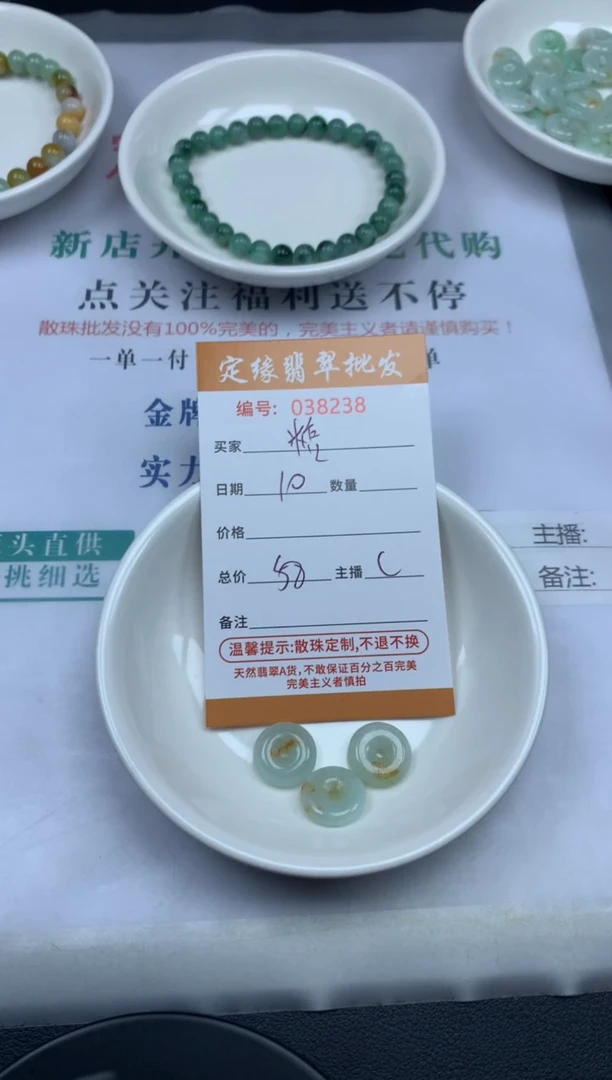 新店开
代购
点关注福利送不停
散珠批发没有100%完美的，完美主义者请谨慎购买！
一单一付
单
金牌
实力
头直供
挑细选
主播:
备注:
定缘翡翠批发
编号: 038238
买家
日期 10 数量
价格
总价 50 主播 C
备注
温馨提示:散珠定制,不退不换
天然翡翠A货,不敢保证百分之百完美
完美主义者慎拍